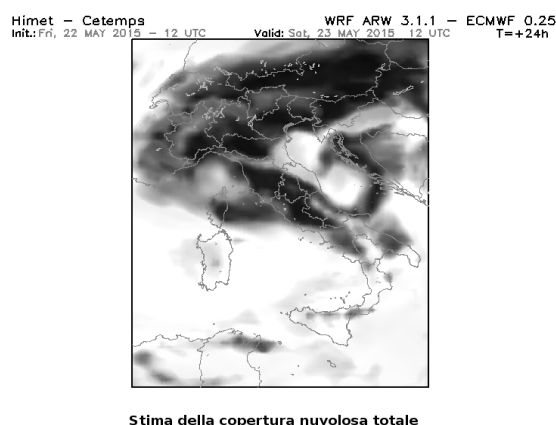 Himet – Cetemps WRF ARW 3.1.1 – ECMWF 0.25
Init.: Fri, 22 MAY 2015 – 12 UTC Valid: Sat, 23 MAY 2015 12 UTC T=+24h
Stima della copertura nuvolosa totale